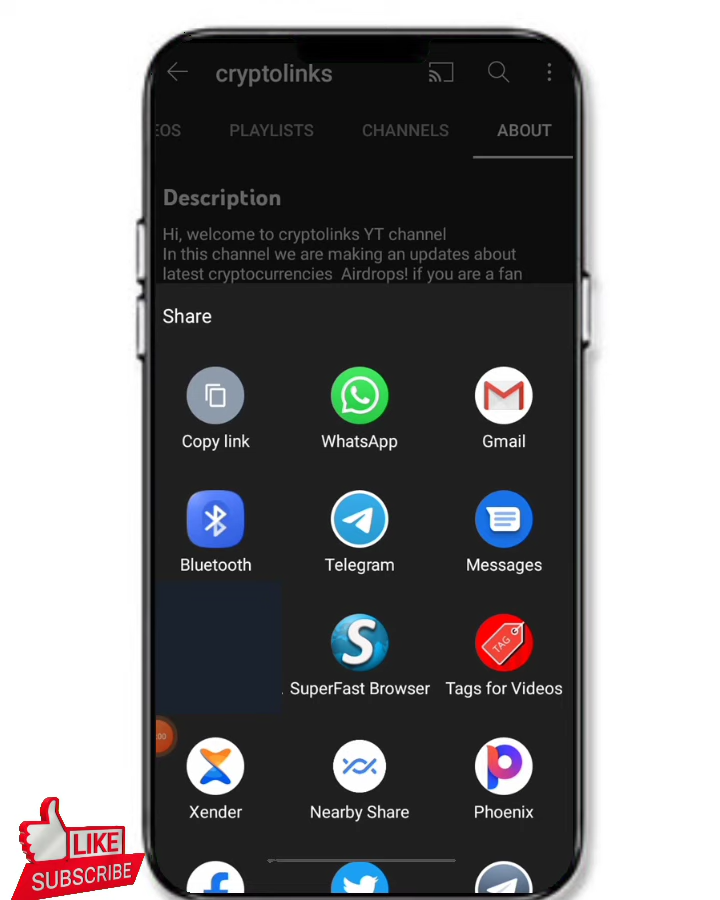 cryptolinks
EOS PLAYLISTS CHANNELS ABOUT
Description
Hi, welcome to cryptolinks YT channel
In this channel we are making an updates about
latest cryptocurrencies Airdrops! if you are a fan
Share
Copy link WhatsApp Gmail
Bluetooth Telegram Messages
TAG
SuperFast Browser Tags for Videos
:00
Xender Nearby Share Phoenix
LIKE
SUBSCRIBE